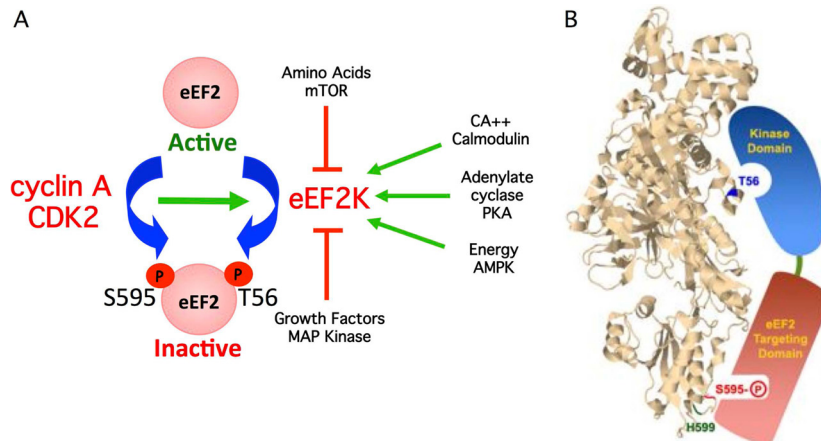 A
eEF2
Active
cyclin A
CDK2
eEF2K
Amino Acids
mTOR
CA++
Calmodulin
Adenylate
cyclase
PKA
Energy
AMPK
P
P
S595
eEF2
T56
Inactive
Growth Factors
MAP Kinase
B
Kinase
Domain
T56
eEF2
Targeting
Domain
S595-P
H599